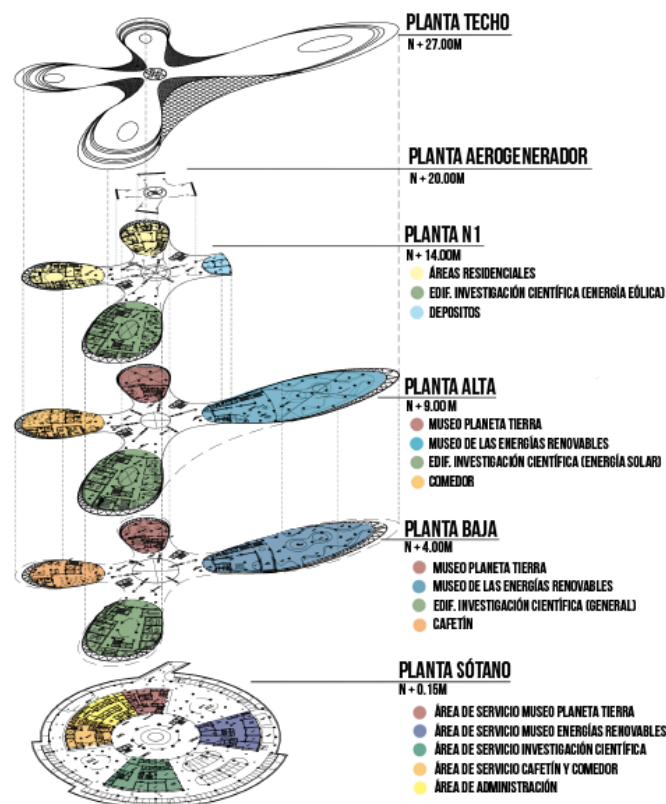 PLANTA TECHO
N + 27.00M
PLANTA AEROGENERADOR
N + 20.00M
PLANTA N1
N + 14.00M
ÁREAS RESIDENCIALES
EDIF. INVESTIGACIÓN CIENTÍFICA (ENERGÍA EÓLICA)
DEPOSITOS
PLANTA ALTA
N + 9.00 M
MUSEO PLANETA TIERRA
MUSEO DE LAS ENERGÍAS RENOVABLES
EDIF. INVESTIGACIÓN CIENTÍFICA (ENERGÍA SOLAR)
COMEDOR
PLANTA BAJA
N + 4.00M
MUSEO PLANETA TIERRA
MUSEO DE LAS ENERGÍAS RENOVABLES
EDIF. INVESTIGACIÓN CIENTÍFICA (GENERAL)
CAFETÍN
PLANTA SÓTANO
N + 0.15M
ÁREA DE SERVICIO MUSEO PLANETA TIERRA
ÁREA DE SERVICIO MUSEO ENERGÍAS RENOVABLES
ÁREA DE SERVICIO INVESTIGACIÓN CIENTÍFICA
ÁREA DE SERVICIO CAFETÍN Y COMEDOR
ÁREA DE ADMINISTRACIÓN